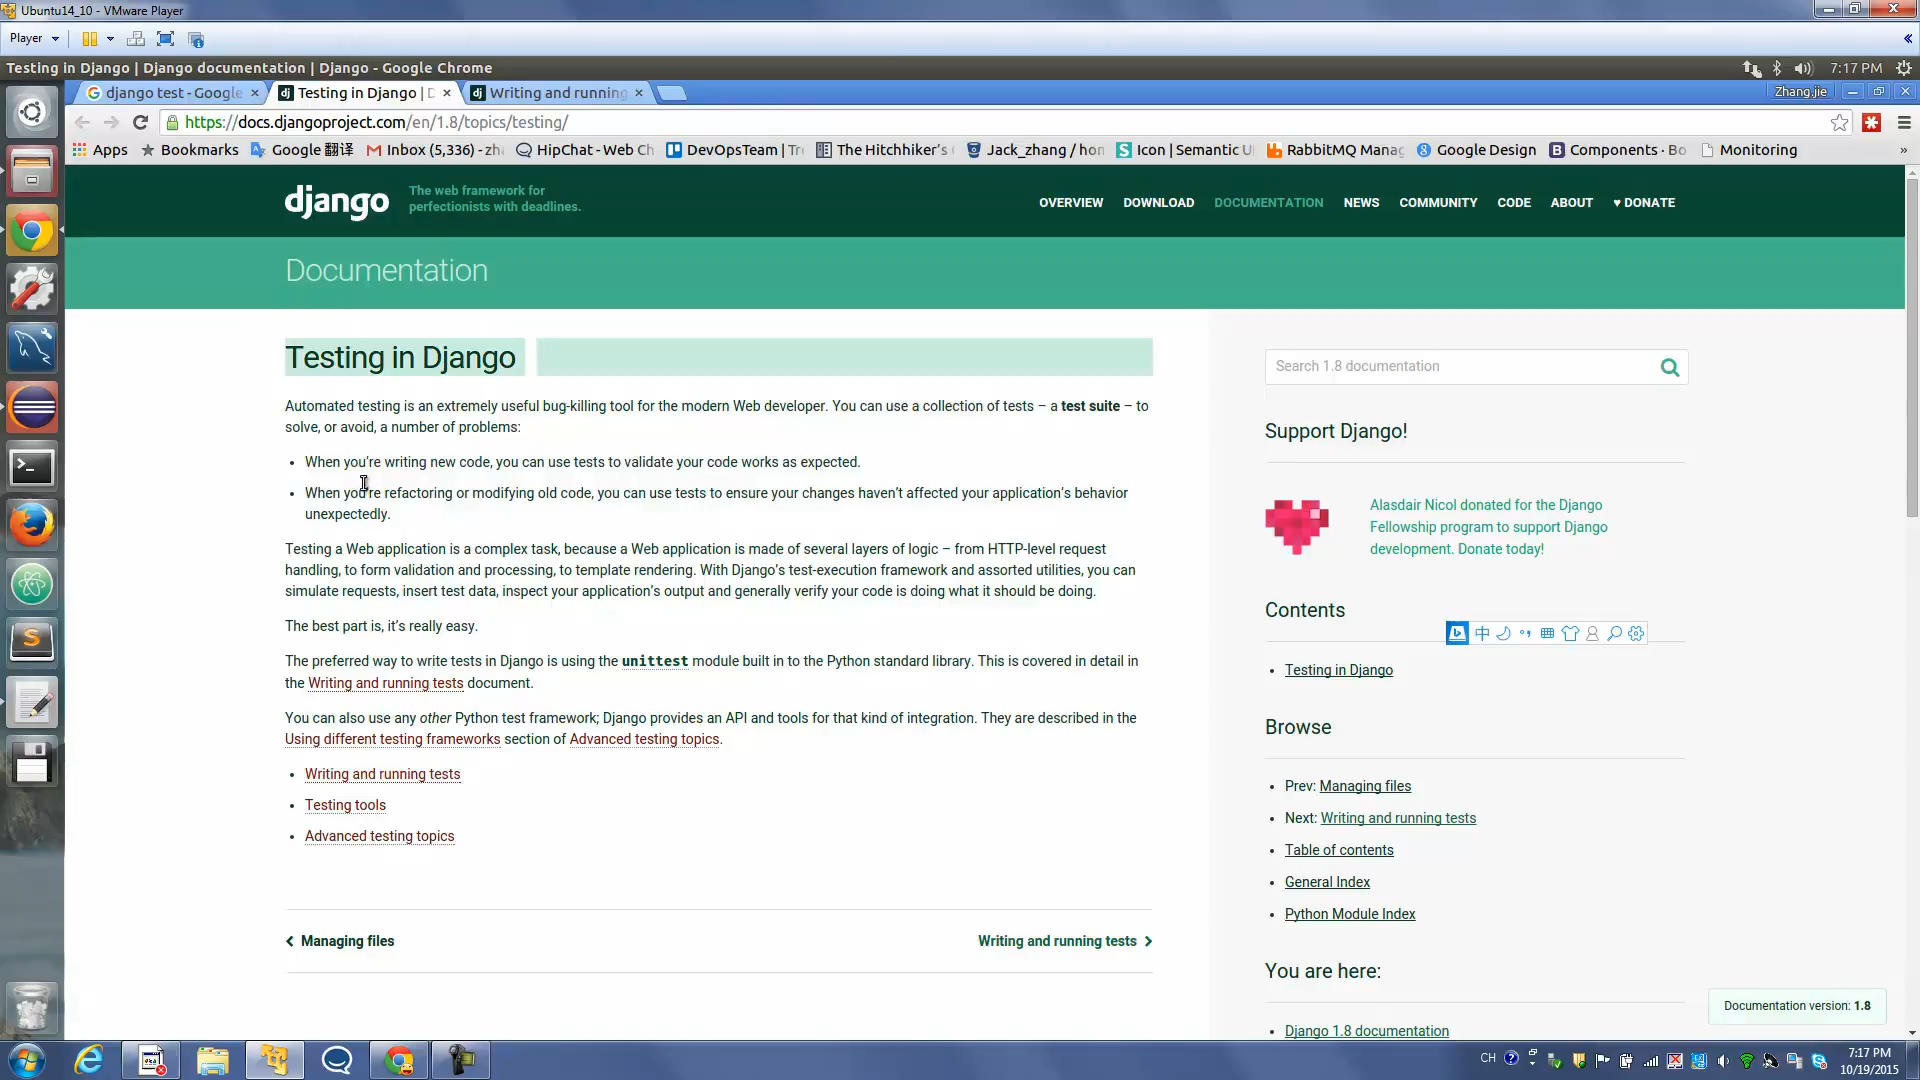 Ubuntu14_10 - VMware Player
Player
Testing in Django | Django documentation | Django - Google Chrome
7:17 PM
django test - Google
Testing in Django | D
Writing and running
Zhang.jie
https://docs.djangoproject.com/en/1.8/topics/testing/
Apps
Bookmarks
Google 翻译
Inbox (5,336) - zh
HipChat - Web Ch
DevOpsTeam | Tr
The Hitchhiker's
Jack_zhang / hon
Icon | Semantic U
RabbitMQ Manag
Google Design
Components · Bo
Monitoring
»
django
The web framework for
perfectionists with deadlines.
OVERVIEW
DOWNLOAD
DOCUMENTATION
NEWS
COMMUNITY
CODE
ABOUT
♥ DONATE
Documentation
Testing in Django
Automated testing is an extremely useful bug-killing tool for the modern Web developer. You can use a collection of tests – a test suite – to
solve, or avoid, a number of problems:
• When you’re writing new code, you can use tests to validate your code works as expected.
• When you’re refactoring or modifying old code, you can use tests to ensure your changes haven’t affected your application’s behavior
unexpectedly.
Testing a Web application is a complex task, because a Web application is made of several layers of logic – from HTTP-level request
handling, to form validation and processing, to template rendering. With Django’s test-execution framework and assorted utilities, you can
simulate requests, insert test data, inspect your application’s output and generally verify your code is doing what it should be doing.
The best part is, it’s really easy.
The preferred way to write tests in Django is using the unittest module built in to the Python standard library. This is covered in detail in
the Writing and running tests document.
You can also use any other Python test framework; Django provides an API and tools for that kind of integration. They are described in the
Using different testing frameworks section of Advanced testing topics.
• Writing and running tests
• Testing tools
• Advanced testing topics
Managing files
Writing and running tests
Search 1.8 documentation
Support Django!
Alasdair Nicol donated for the Django
Fellowship program to support Django
development. Donate today!
Contents
中
• Testing in Django
Browse
• Prev: Managing files
• Next: Writing and running tests
• Table of contents
• General Index
• Python Module Index
You are here:
Documentation version: 1.8
• Django 1.8 documentation
CH
7:17 PM
10/19/2015